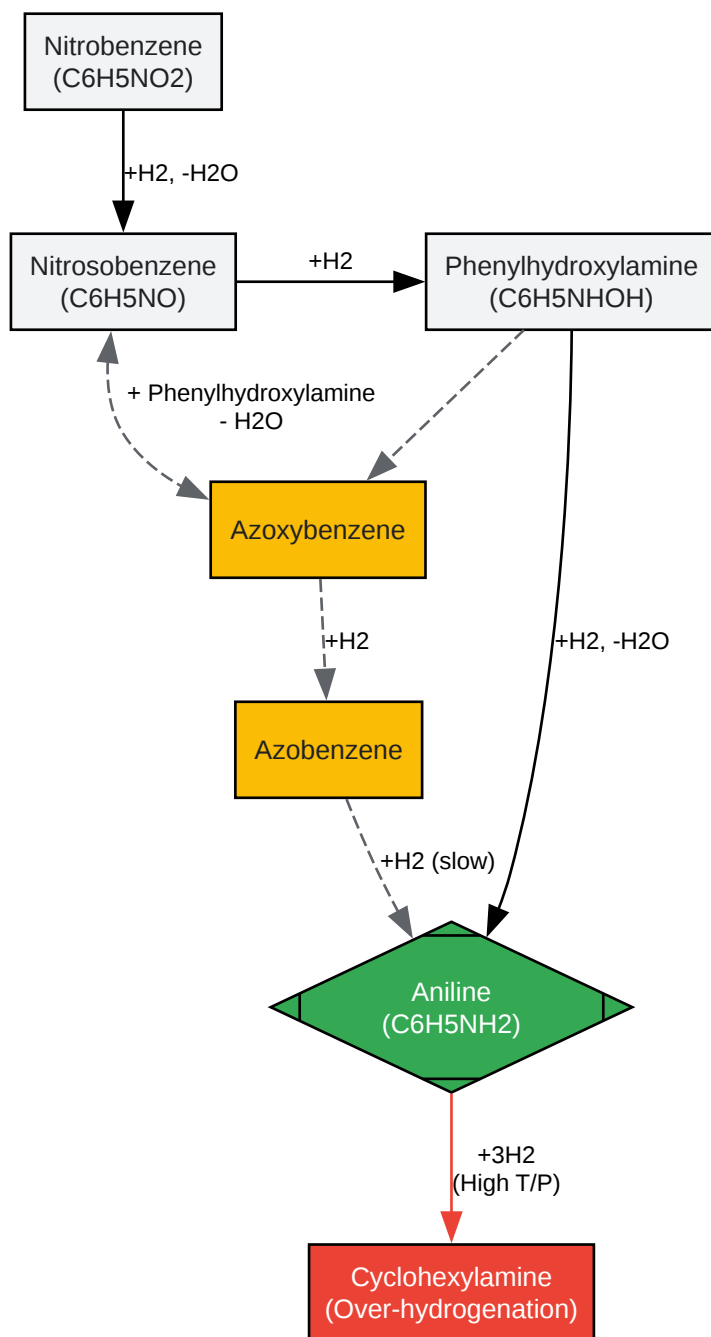 Nitrobenzene
(C6H5NO2)
+H2, -H2O
Nitrosobenzene
(C6H5NO)
+H2
Phenylhydroxylamine
(C6H5NHOH)
+ Phenylhydroxylamine
- H2O
Azoxybenzene
+H2
+H2, -H2O
Azobenzene
+H2 (slow)
Aniline
(C6H5NH2)
+3H2
(High T/P)
Cyclohexylamine
(Over-hydrogenation)